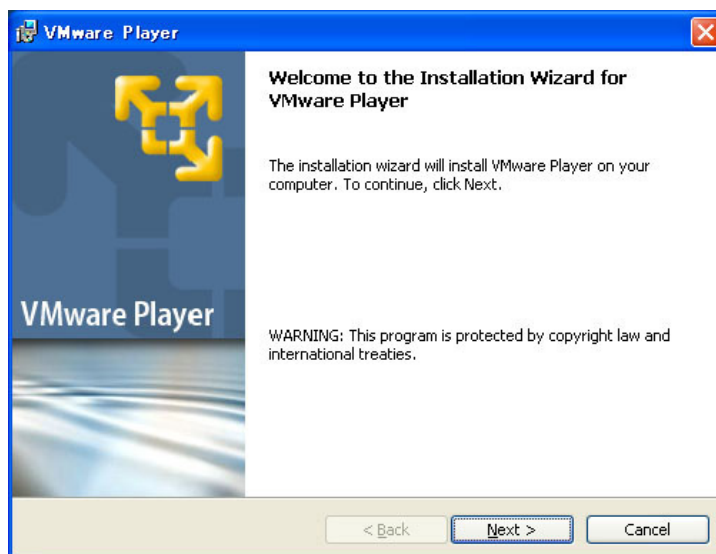 VMware Player
Welcome to the Installation Wizard for
VMware Player
The installation wizard will install VMware Player on your
computer. To continue, click Next.
VMware Player
WARNING: This program is protected by copyright law and
international treaties.
< Back
Next >
Cancel